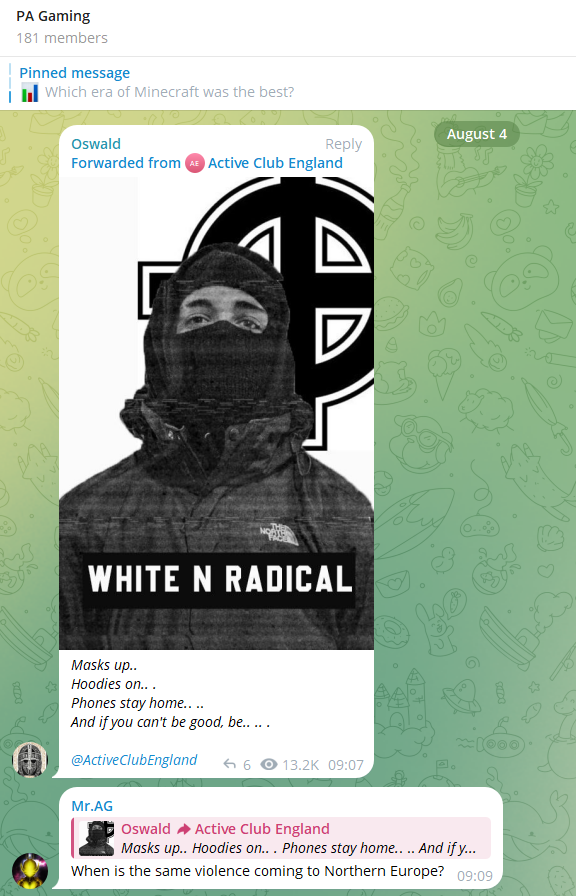 PA Gaming
181 members
Pinned message
Which era of Minecraft was the best?
August 4
Oswald Reply
Forwarded from AE Active Club England
THE
NORTH
FACE
WHITE N RADICAL
Masks up..
Hoodies on.. .
Phones stay home.. ..
And if you can't be good, be.. .. .
@ActiveClubEngland 6 13.2K 09:07
Mr.AG
Oswald Active Club England
Masks up.. Hoodies on.. . Phones stay home.. .. And if y...
When is the same violence coming to Northern Europe? 09:09